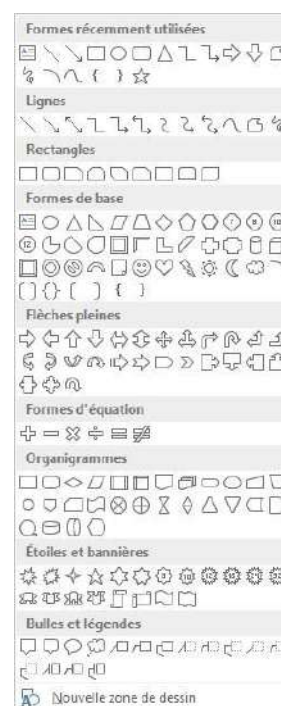 Formes récemment utilisées
Lignes
Rectangles
Formes de base
Flèches pleines
Formes d'équation
Organigrammes
Étoiles et bannières
Bulles et légendes
Nouvelle zone de dessin